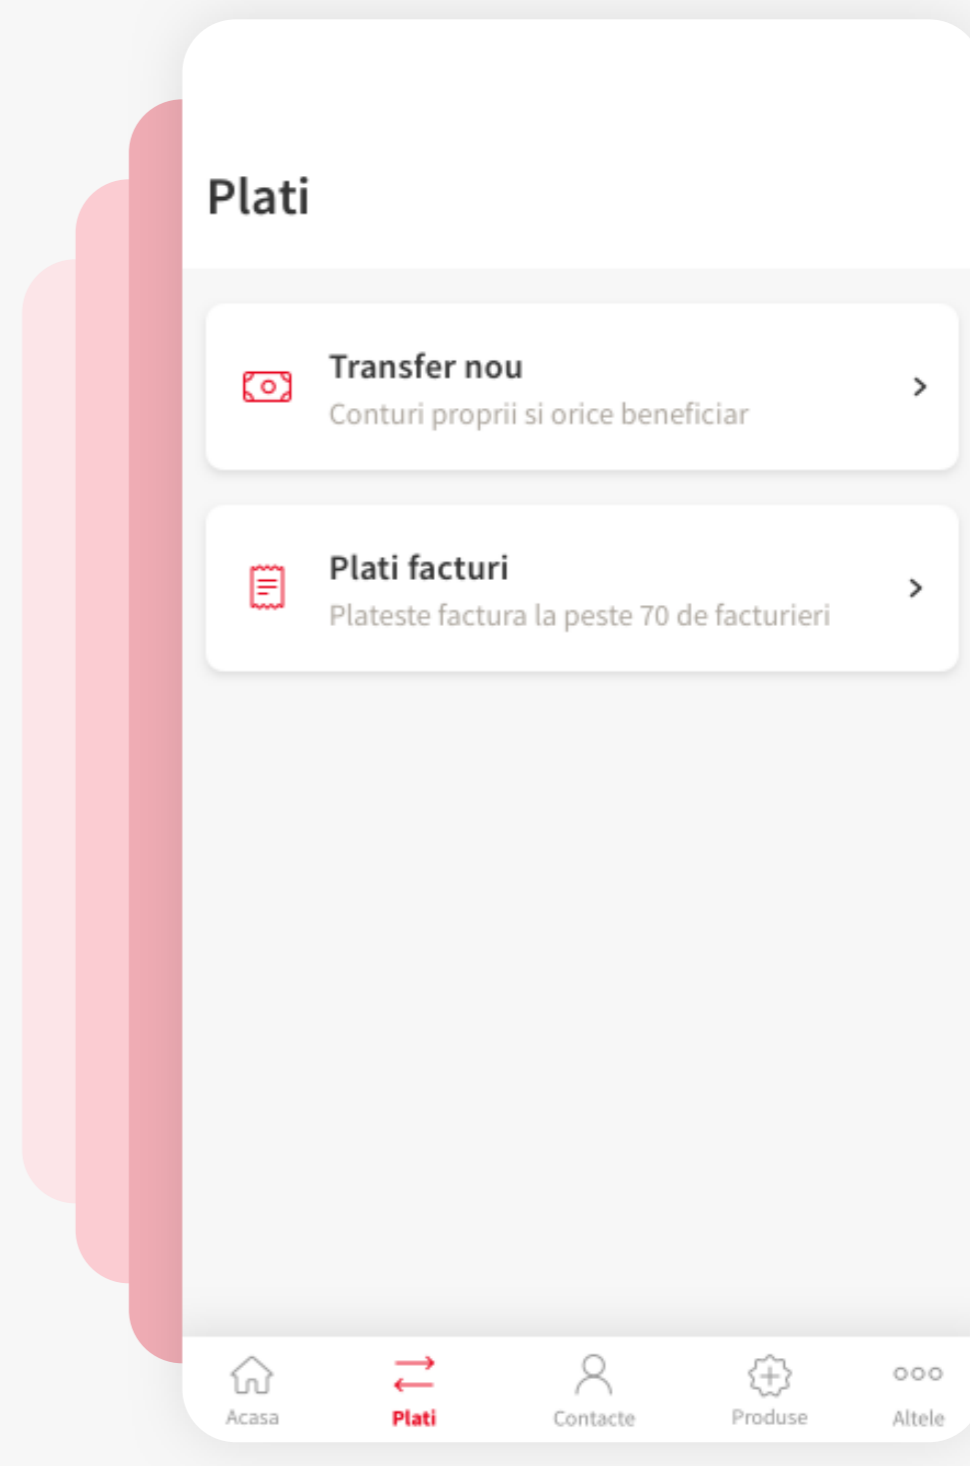 Plati
Transfer nou
Conturi proprii si orice beneficiar
Plati facturi
Plateste factura la peste 70 de facturieri
Acasa
Plati
Contacte
Produse
Altele